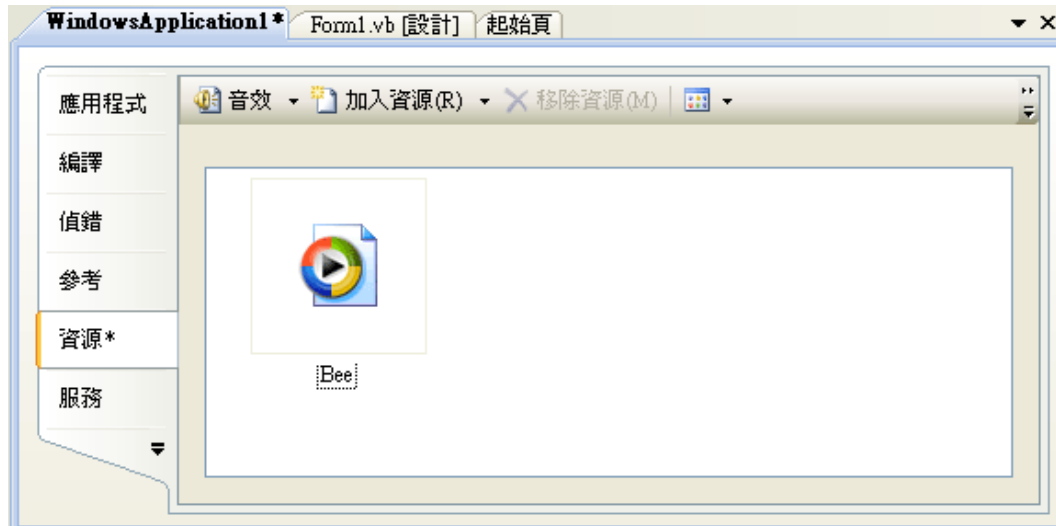 WindowsApplication1* Form1.vb [設計] 起始頁
音效 加入資源(R) 移除資源(M)
應用程式
編譯
偵錯
參考
資源*
服務
Bee